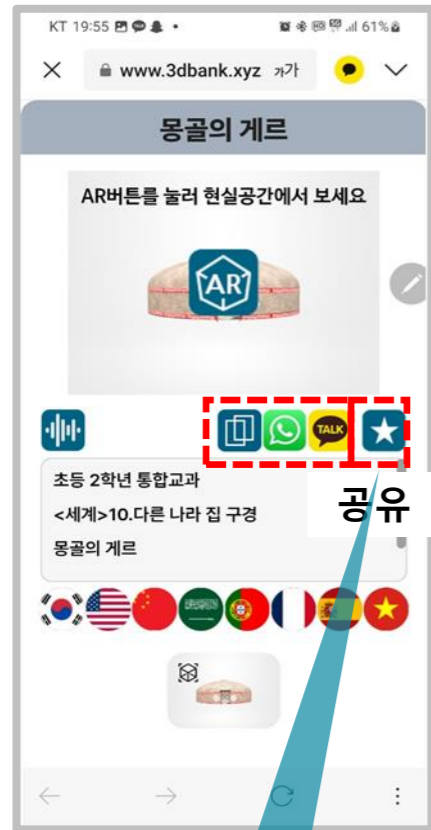 KT 19:55 61%
www.3dbank.xyz 가가
몽골의 게르
AR버튼를 눌러 현실공간에서 보세요
AR
TALK
초등 2학년 통합교과
<세계>10.다른 나라 집 구경
몽골의 게르
공유